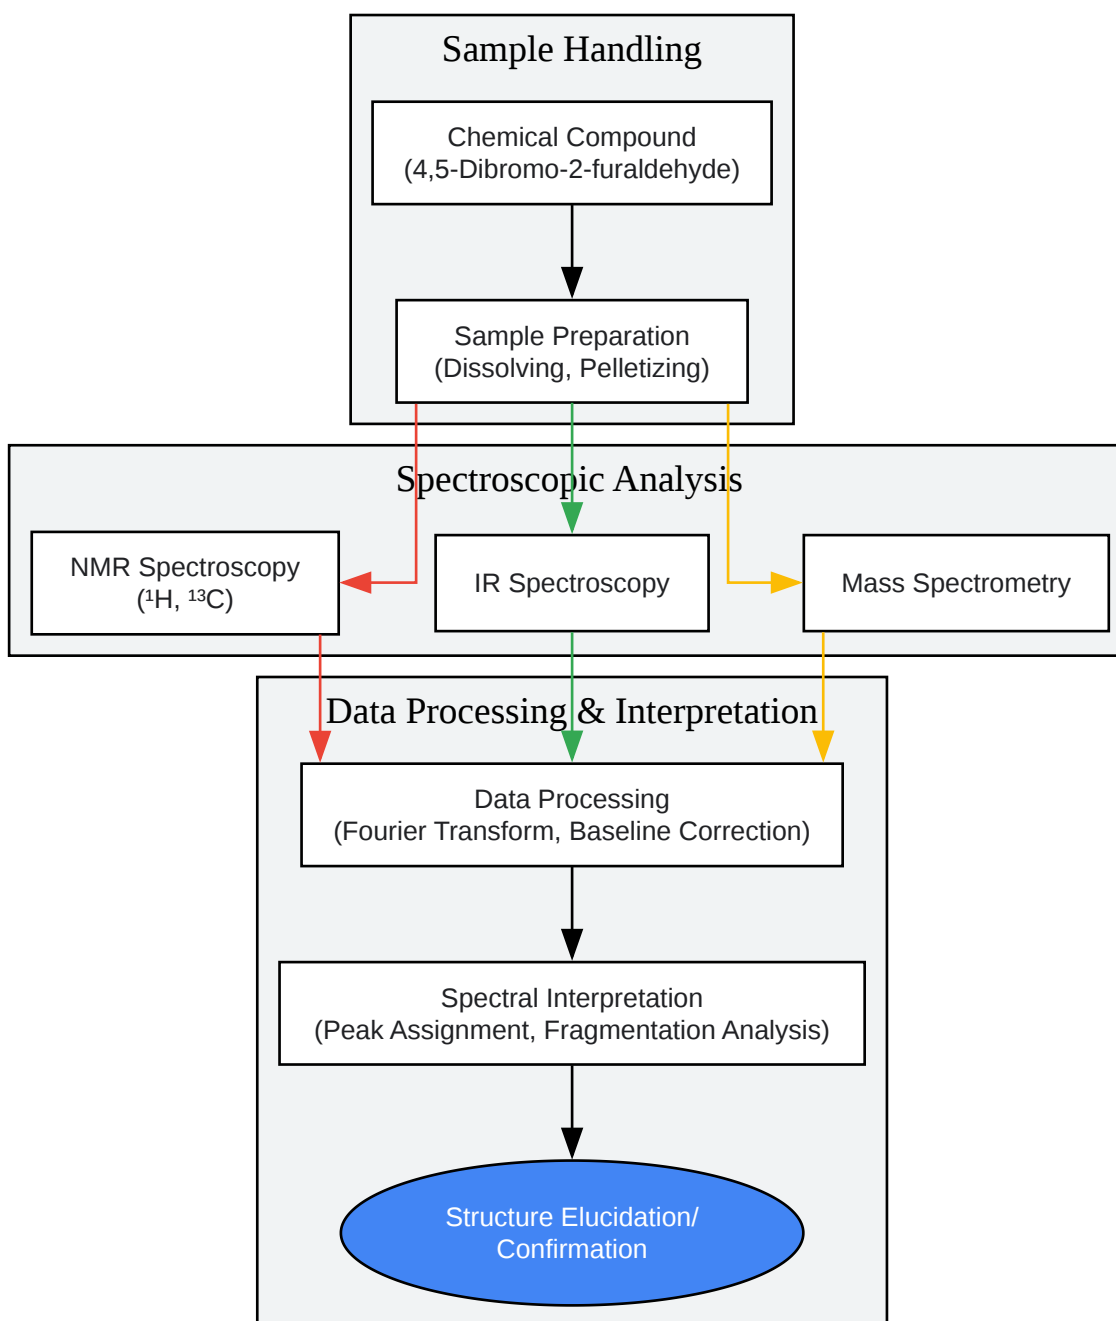 Sample Handling
Chemical Compound
(4,5-Dibromo-2-furaldehyde)
Sample Preparation
(Dissolving, Pelletizing)
Spectroscopic Analysis
NMR Spectroscopy
(¹H, ¹³C)
IR Spectroscopy
Mass Spectrometry
Data Processing & Interpretation
Data Processing
(Fourier Transform, Baseline Correction)
Spectral Interpretation
(Peak Assignment, Fragmentation Analysis)
Structure Elucidation/
Confirmation